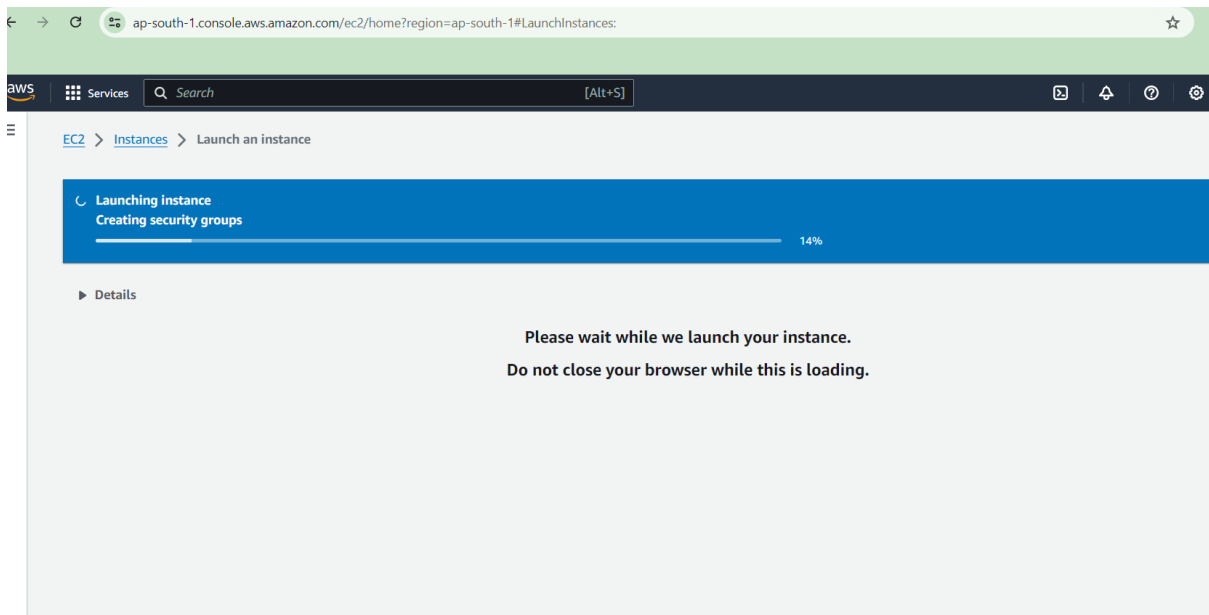 ap-south-1.console.aws.amazon.com/ec2/home?region=ap-south-1#LaunchInstances:
aws Services Search [Alt+S]
EC2 > Instances > Launch an instance
Launching instance
Creating security groups
14%
Details
Please wait while we launch your instance.
Do not close your browser while this is loading.